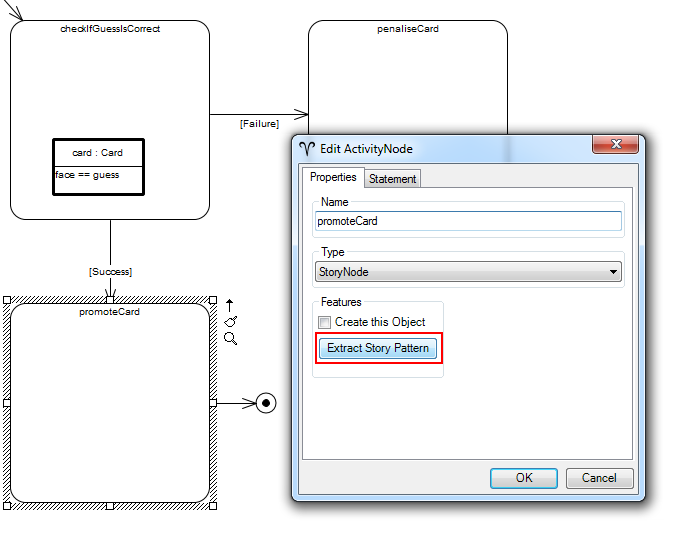 checkIfGuessIsCorrect
penaliseCard
[Failure]
card : Card
face == guess
[Success]
promoteCard
Edit ActivityNode
Properties
Statement
Name
promoteCard
Type
StoryNode
Features
Create this Object
Extract Story Pattern
OK
Cancel